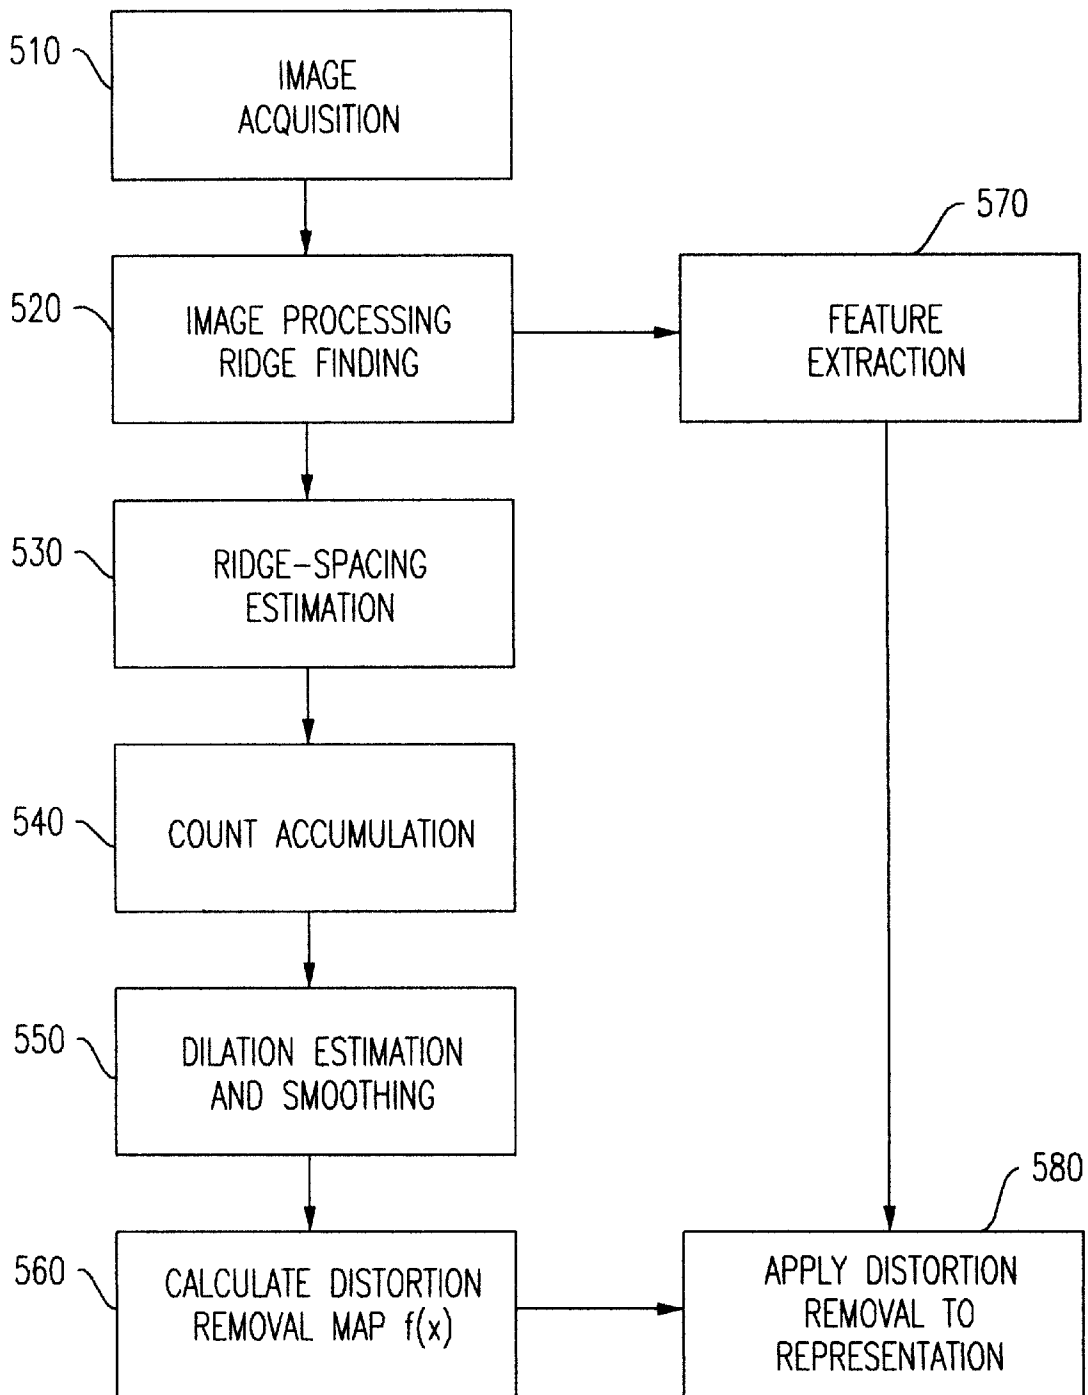 510
IMAGE
ACQUISITION
570
520
IMAGE PROCESSING
RIDGE FINDING
FEATURE
EXTRACTION
530
RIDGE-SPACING
ESTIMATION
540
COUNT ACCUMULATION
550
DILATION ESTIMATION
AND SMOOTHING
580
560
CALCULATE DISTORTION
REMOVAL MAP f(x)
APPLY DISTORTION
REMOVAL TO
REPRESENTATION